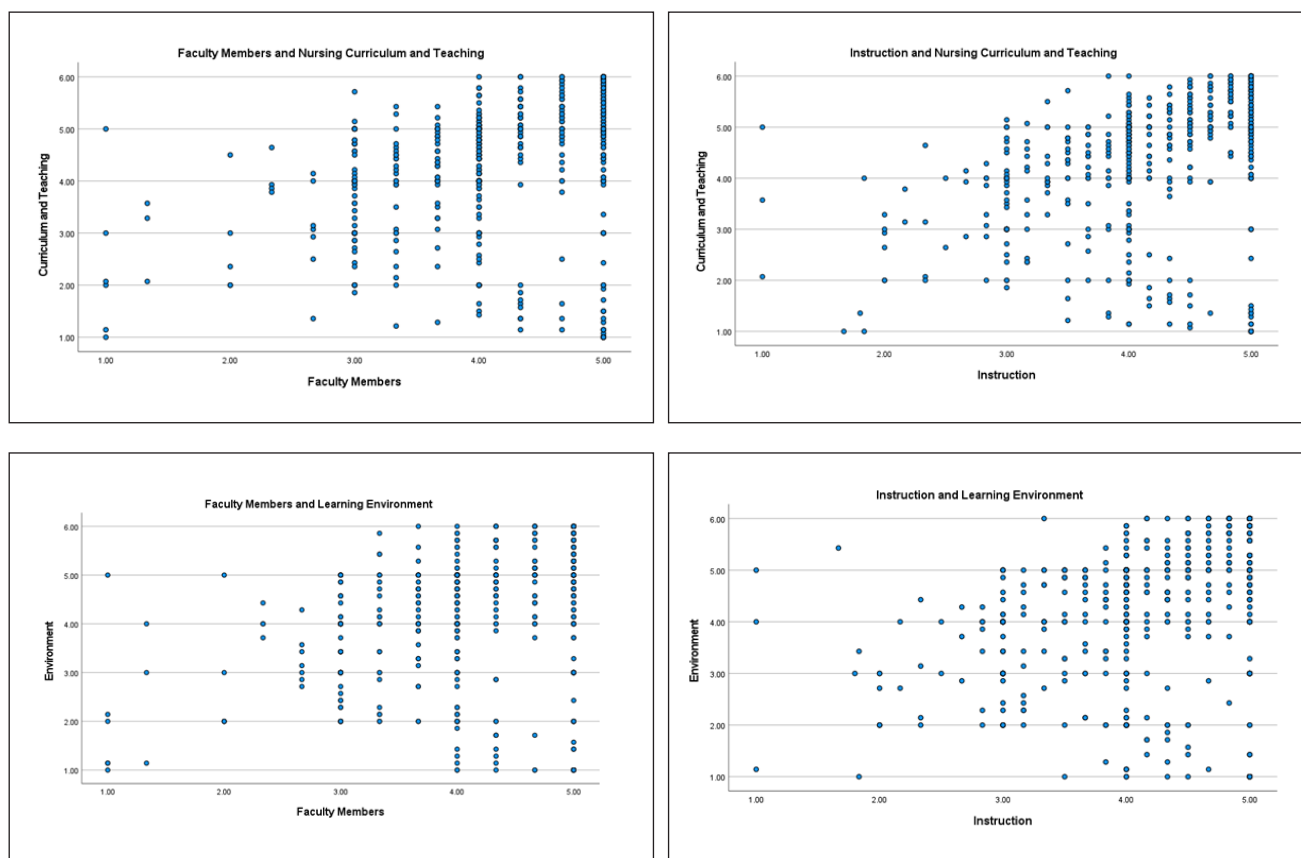 Faculty Members and Nursing Curriculum and Teaching
6.00
5.00
4.00
3.00
2.00
1.00
Curriculum and Teaching
1.00 2.00 3.00 4.00 5.00
Faculty Members
Instruction and Nursing Curriculum and Teaching
6.00
5.00
4.00
3.00
2.00
1.00
Curriculum and Teaching
1.00 2.00 3.00 4.00 5.00
Instruction
Faculty Members and Learning Environment
6.00
5.00
4.00
3.00
2.00
1.00
Environment
1.00 2.00 3.00 4.00 5.00
Faculty Members
Instruction and Learning Environment
6.00
5.00
4.00
3.00
2.00
1.00
Environment
1.00 2.00 3.00 4.00 5.00
Instruction